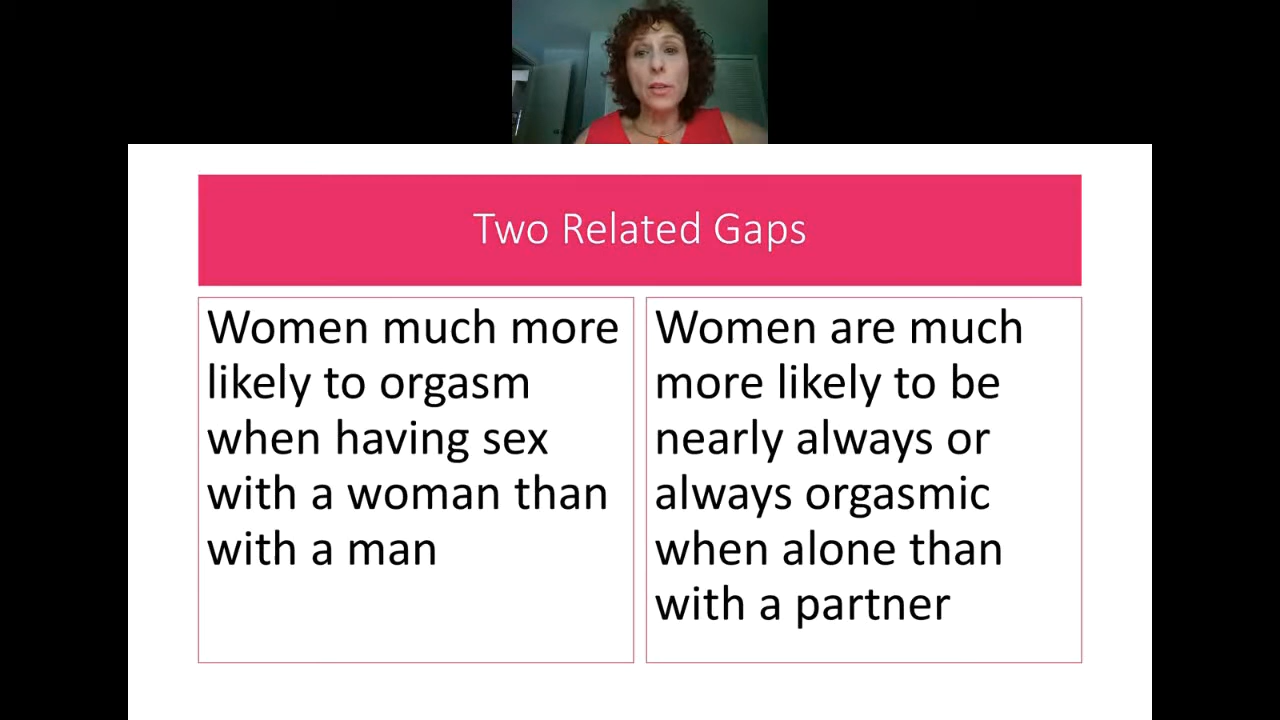 Two Related Gaps
Women much more
likely to orgasm
when having sex
with a woman than
with a man
Women are much
more likely to be
nearly always or
always orgasmic
when alone than
with a partner